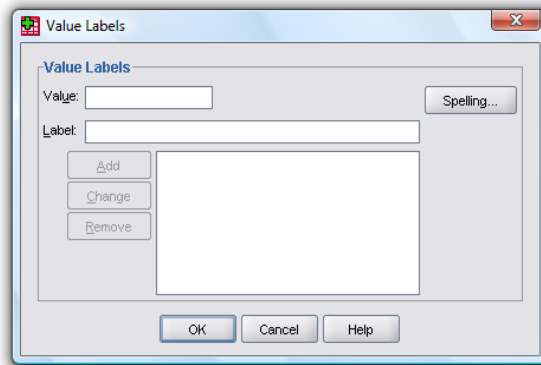 Value Labels
Value Labels
Value:
Spelling...
Label:
Add
Change
Remove
OK Cancel Help